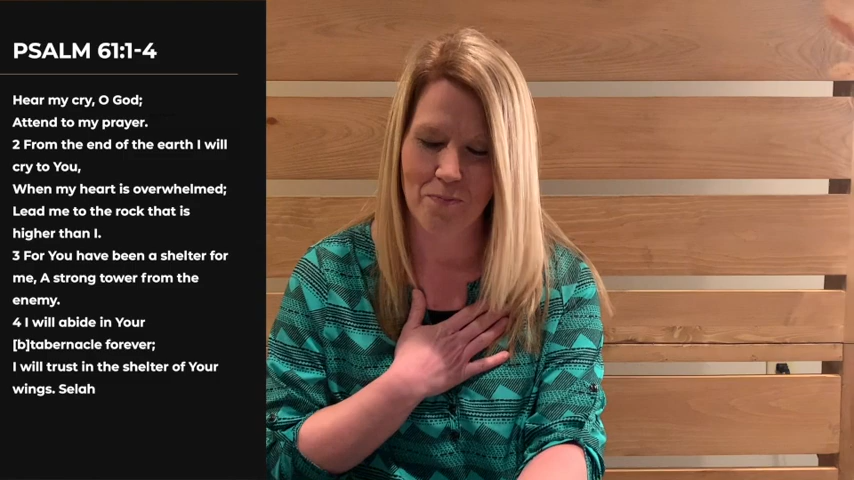 PSALM 61:1-4
Hear my cry, O God;
Attend to my prayer.
2 From the end of the earth I will
cry to You,
When my heart is overwhelmed;
Lead me to the rock that is
higher than I.
3 For You have been a shelter for
me, A strong tower from the
enemy.
4 I will abide in Your
[b]tabernacle forever;
I will trust in the shelter of Your
wings. Selah